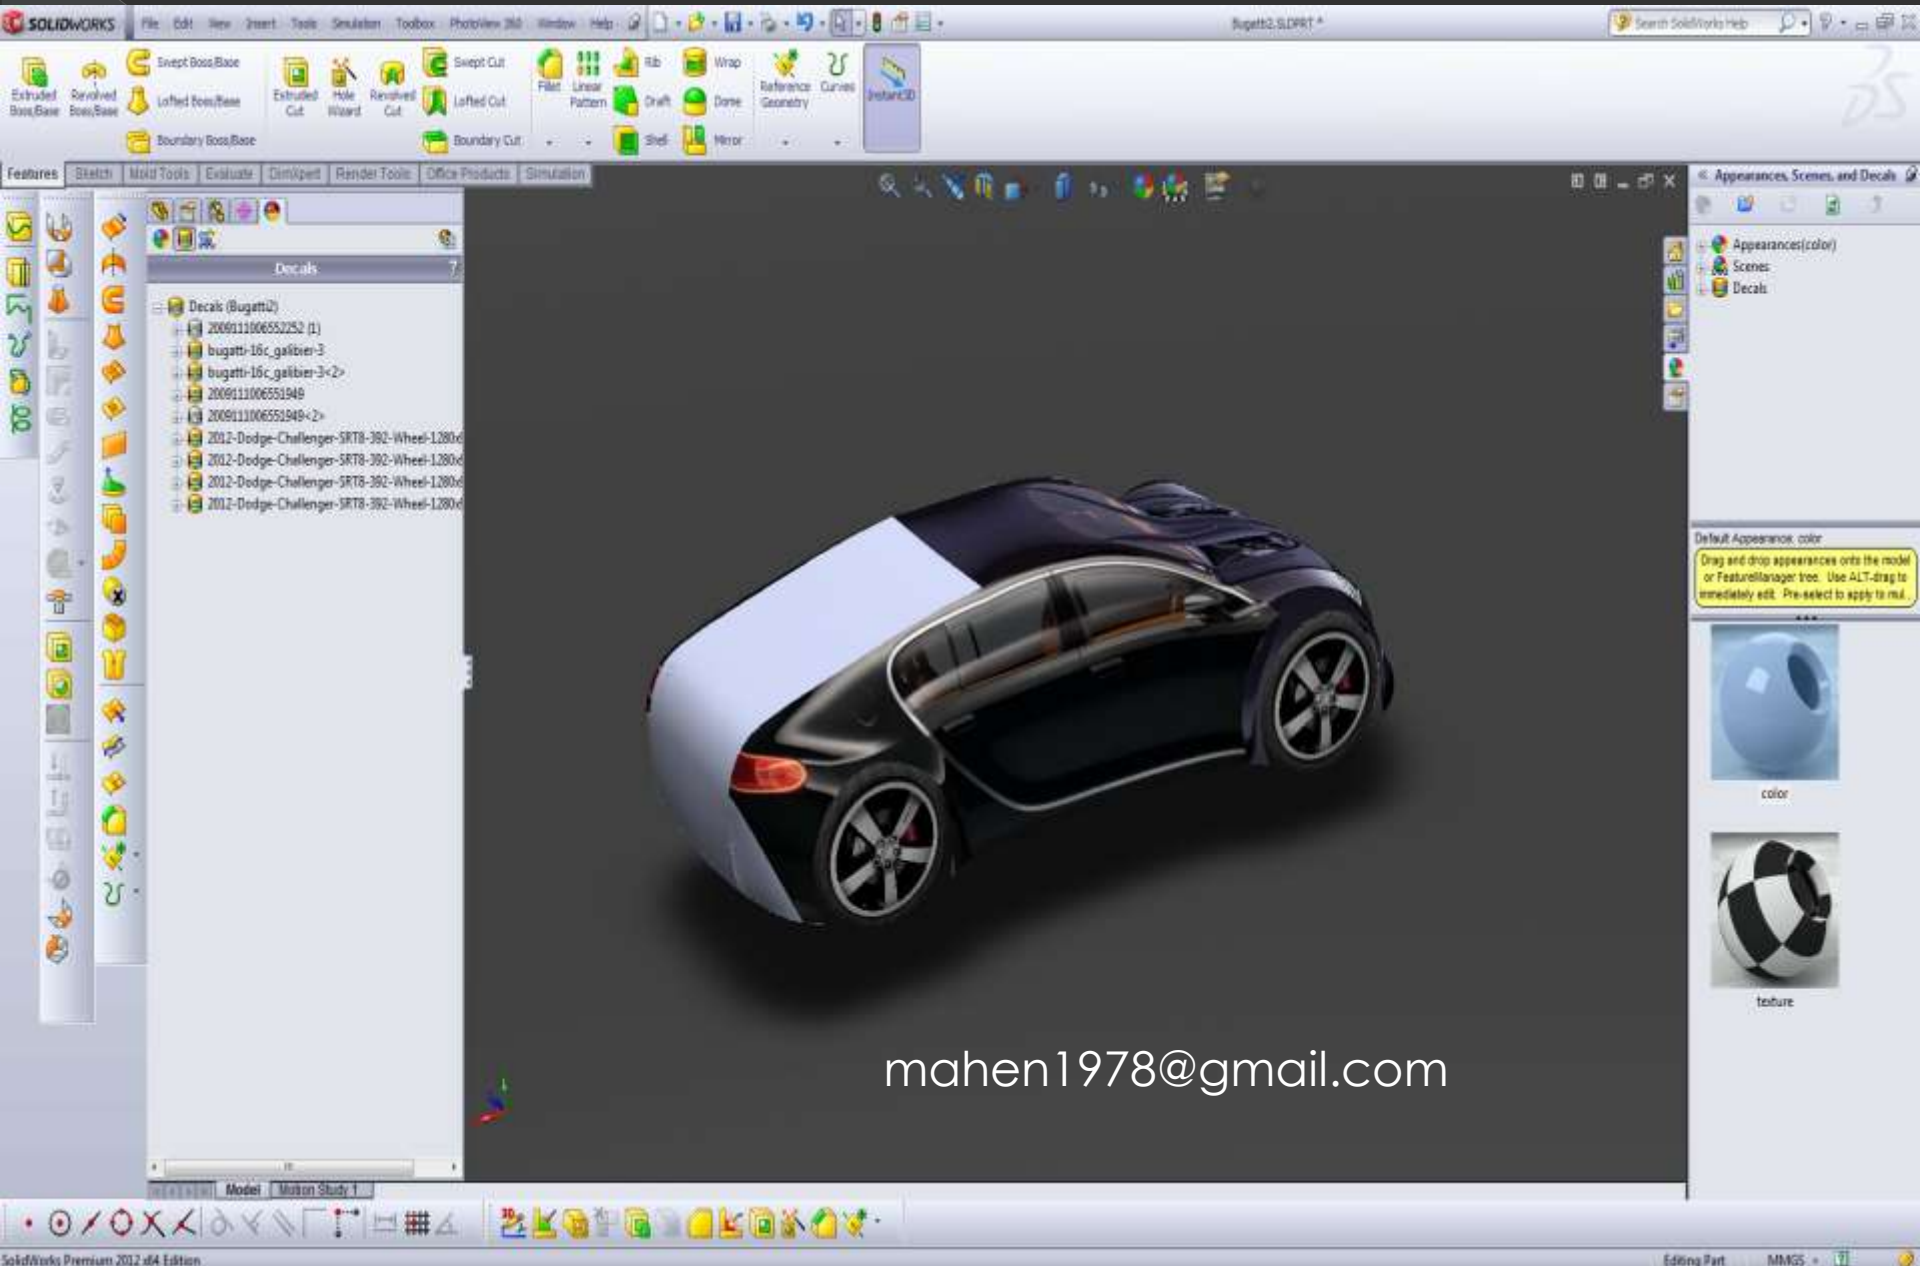 SOLIDWORKS File Edit View Insert Tools Simulation Toolbox PhotoView 360 Window Help Bugatti2.SLDPRT * Search SolidWorks Help
Extruded Boss/Base
Revolved Boss/Base
Swept Boss/Base
Lofted Boss/Base
Boundary Boss/Base
Extruded Cut
Hole Wizard
Revolved Cut
Swept Cut
Lofted Cut
Boundary Cut
Fillet
Linear Pattern
Rib
Draft
Shell
Wrap
Dome
Mirror
Reference Geometry
Curves
Instant3D
Features Sketch Mold Tools Evaluate DimXpert Render Tools Office Products Simulation
Decals ?
Decals (Bugatti2)
2009111006552252 (1)
bugatti-16c_galibier-3
bugatti-16c_galibier-3<2>
2009111006551949
2009111006551949<2>
2012-Dodge-Challenger-SRT8-392-Wheel-1280x
2012-Dodge-Challenger-SRT8-392-Wheel-1280x
2012-Dodge-Challenger-SRT8-392-Wheel-1280x
2012-Dodge-Challenger-SRT8-392-Wheel-1280x
Appearances, Scenes, and Decals
Appearances(color)
Scenes
Decals
Default Appearance: color
Drag and drop appearances onto the model
or FeatureManager tree. Use ALT-drag to
immediately edit. Pre-select to apply to mul...
color
texture
mahen1978@gmail.com
Model Motion Study 1
SolidWorks Premium 2012 x64 Edition
Editing Part MMGS